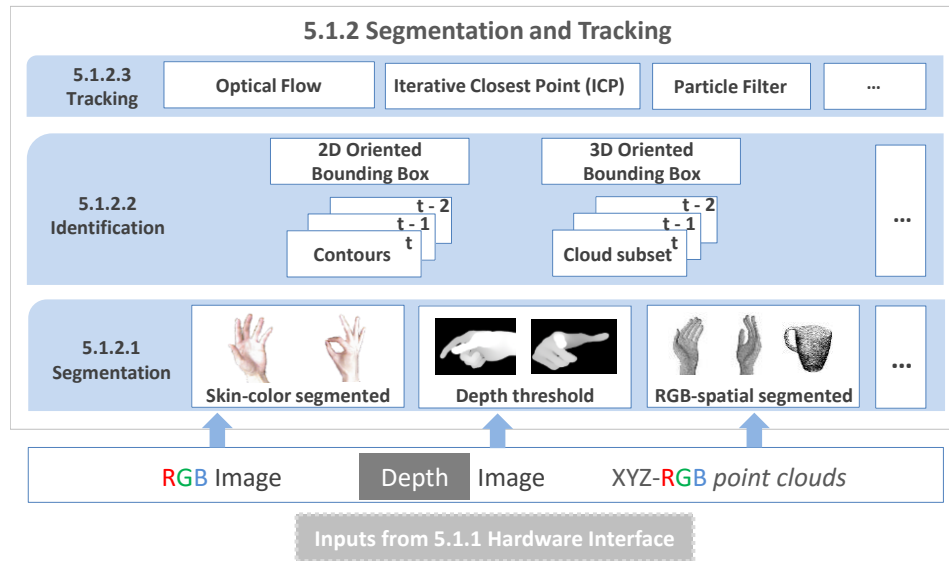 5.1.2 Segmentation and Tracking
5.1.2.3
Tracking
Optical Flow
Iterative Closest Point (ICP)
Particle Filter
...
5.1.2.2
Identification
2D Oriented
Bounding Box
t - 2
t - 1
t
Contours
3D Oriented
Bounding Box
t - 2
t - 1
t
Cloud subset
...
5.1.2.1
Segmentation
Skin-color segmented
Depth threshold
RGB-spatial segmented
...
RGB Image
Depth Image
XYZ-RGB point clouds
Inputs from 5.1.1 Hardware Interface